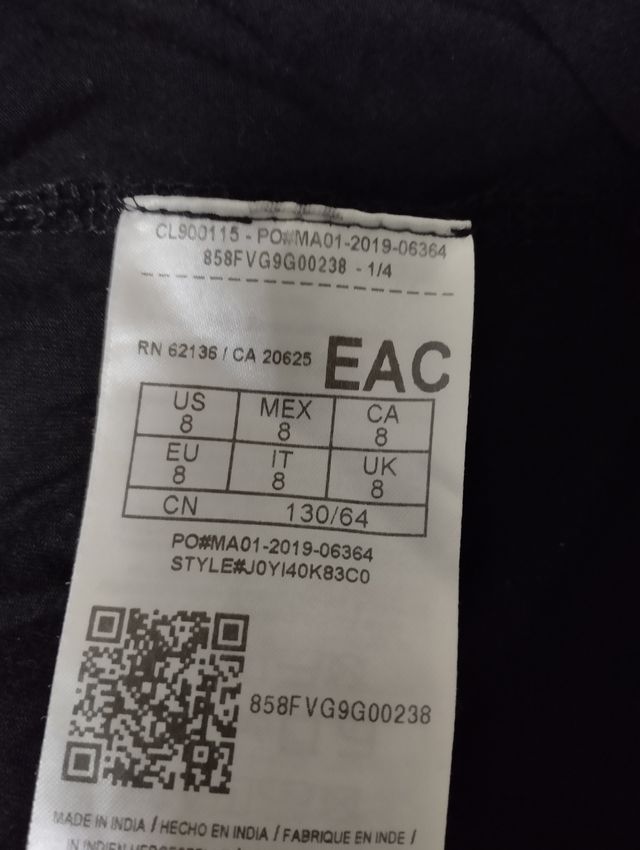 CL900115 - PO#MA01-2019-06364
858FVG9G00238 - 1/4
RN 62136 / CA 20625 EAC
US MEX CA
8 8 8
EU IT UK
8 8 8
CN 130/64
PO#MA01-2019-06364
STYLE#J0YI40K83C0
858FVG9G00238
MADE IN INDIA / HECHO EN INDIA / FABRIQUE EN INDE /
IN INDIEN